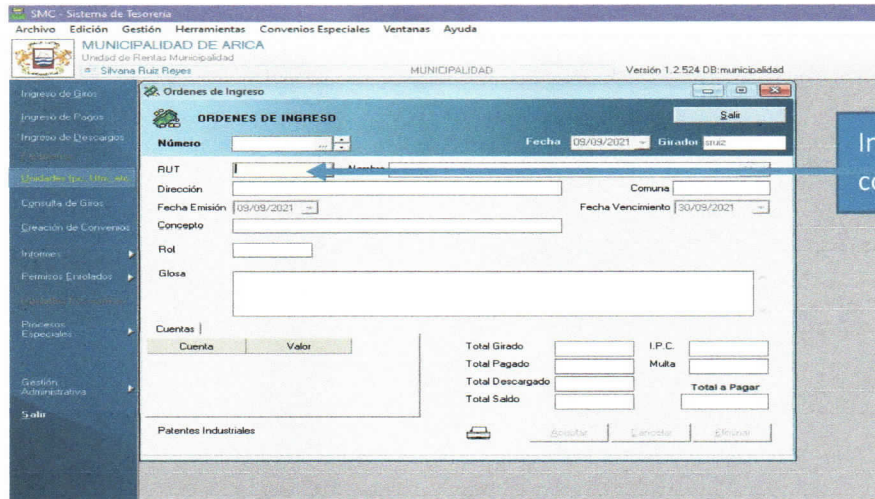 SMC - Sistema de Tesorería
Archivo Edición Gestión Herramientas Convenios Especiales Ventanas Ayuda
MUNICIPALIDAD DE ARICA
Unidad de Rentas Municipalidad
Silvana Ruiz Reyes MUNICIPALIDAD Versión 1.2.524 DB:municipalidad
Ingreso de Giros
Ingreso de Pagos
Ingreso de Descargos
Unidades Ipc, Utm, etc
Consulta de Giros
Creación de Convenios
Informes
Permisos Enrolados
Procesos Especiales
Gestión Administrativa
Salir
Ordenes de Ingreso
ORDENES DE INGRESO Salir
Número ... Fecha 09/09/2021 Girador sruiz
RUT Nombre
Dirección Comuna
Fecha Emisión 09/09/2021 Fecha Vencimiento 30/09/2021
Concepto
Rol
Glosa
Cuentas
Cuenta Valor
Total Girado I.P.C.
Total Pagado Multa
Total Descargado Total a Pagar
Total Saldo
Patentes Industriales Aceptar Cancelar Eliminar
In
co